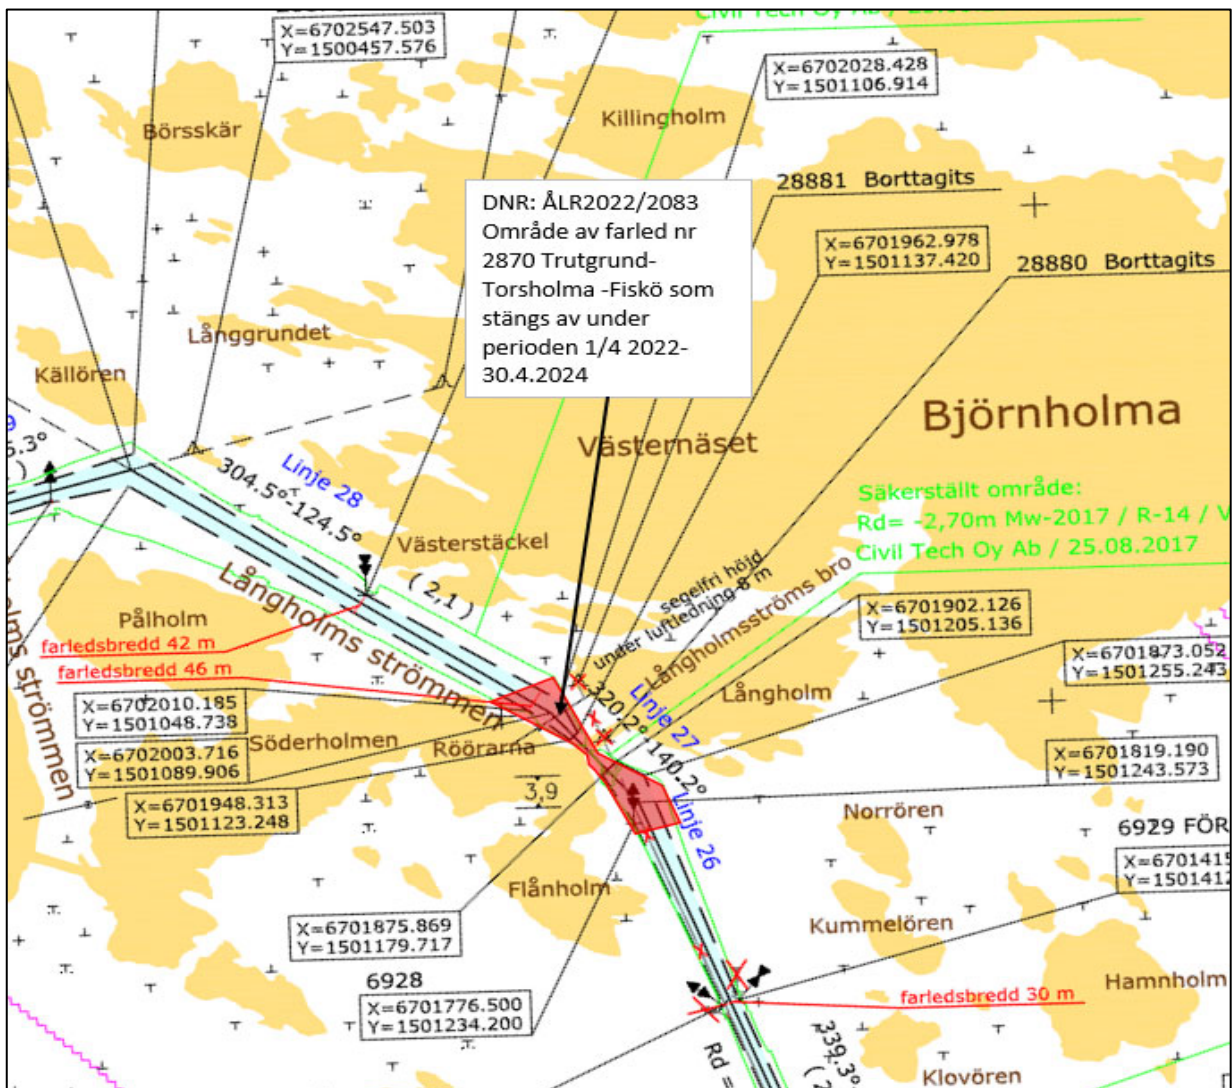 X=6702547.503
Y=1500457.576
X=6702028.428
Y=1501106.914
Börsskär
Killingholm
28881 Borttagits
DNR: ÅLR2022/2083
Område av farled nr
2870 Trutgrund-
Torsholma -Fiskö som
stängs av under
perioden 1/4 2022-
30.4.2024
X=6701962.978
Y=1501137.420
28880 Borttagits
Långgrundet
Källören
Björnholma
Västernäset
Linje 28
304.5°-124.5°
Säkerställt område:
Rd= -2,70m Mw-2017 / R-14 / V
Civil Tech Oy Ab / 25.08.2017
Västerstäckel
( 2,1 )
segelfri höjd
under luftledning 8 m
Långholmsströms bro
X=6701902.126
Y=1501205.136
Pålholm
Långholms strömmen
farledsbredd 42 m
farledsbredd 46 m
X=6701873.052
Y=1501255.243
Långholm
Linje 27
320.2°-140.2°
X=6702010.185
Y=1501048.738
Söderholmen
Röörarna
X=6702003.716
Y=1501089.906
X=6701819.190
Y=1501243.573
3,9
X=6701948.313
Y=1501123.248
Linje 26
Norrören
6929 FÖR
X=670141
Y=150141
Flånholm
Kummelören
X=6701875.869
Y=1501179.717
6928
X=6701776.500
Y=1501234.200
Hamnholm
farledsbredd 30 m
339.3°
Rd =
Klovören